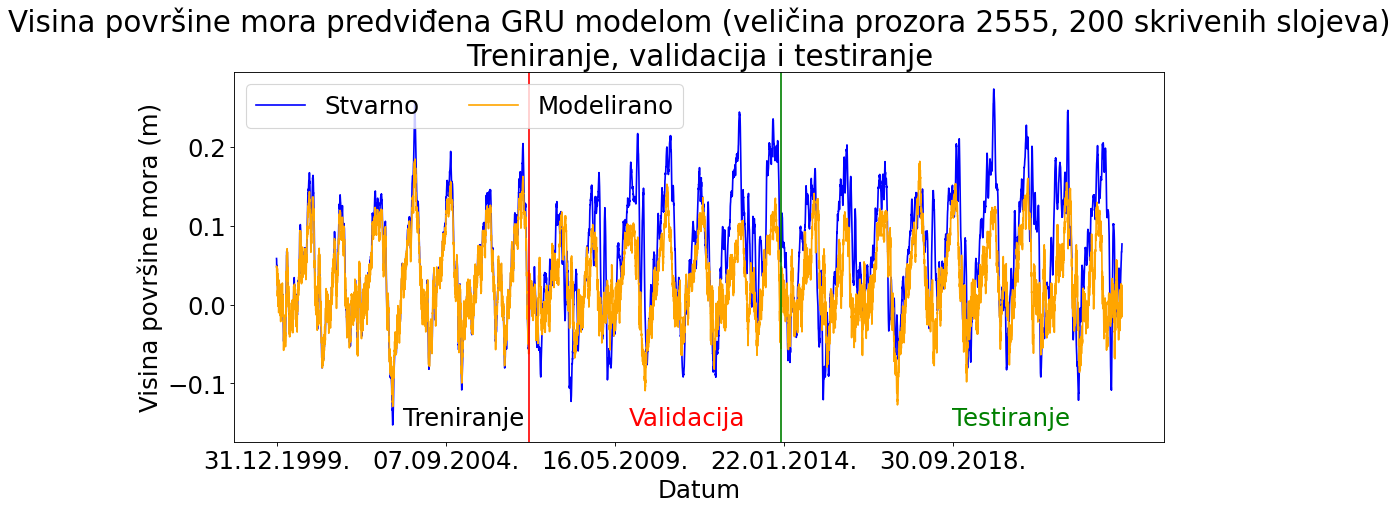 Visina površine mora predviđena GRU modelom (veličina prozora 2555, 200 skrivenih slojeva)
Treniranje, validacija i testiranje
Stvarno
Modelirano
Visina površine mora (m)
0.2
0.1
0.0
−0.1
Treniranje
Validacija
Testiranje
31.12.1999.
07.09.2004.
16.05.2009.
22.01.2014.
30.09.2018.
Datum